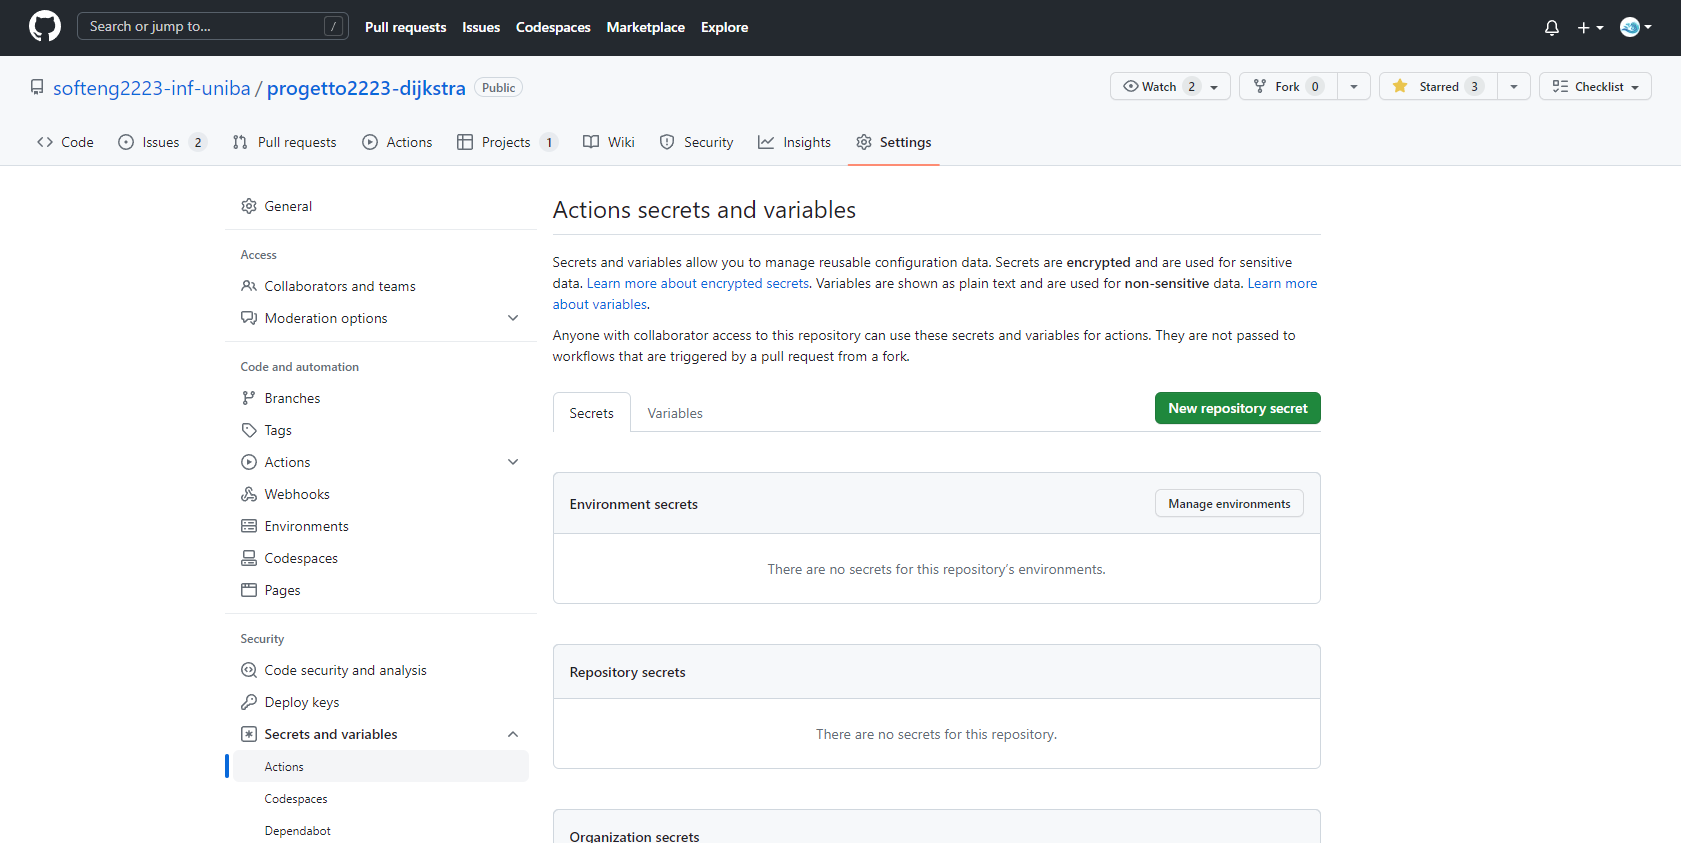 Search or jump to... /
Pull requests Issues Codespaces Marketplace Explore
softeng2223-inf-uniba / progetto2223-dijkstra Public
Watch 2 Fork 0 Starred 3 Checklist
Code Issues 2 Pull requests Actions Projects 1 Wiki Security Insights Settings
General
Access
Collaborators and teams
Moderation options
Code and automation
Branches
Tags
Actions
Webhooks
Environments
Codespaces
Pages
Security
Code security and analysis
Deploy keys
Secrets and variables
Actions
Codespaces
Dependabot
Actions secrets and variables
Secrets and variables allow you to manage reusable configuration data. Secrets are encrypted and are used for sensitive
data. Learn more about encrypted secrets. Variables are shown as plain text and are used for non-sensitive data. Learn more
about variables.
Anyone with collaborator access to this repository can use these secrets and variables for actions. They are not passed to
workflows that are triggered by a pull request from a fork.
Secrets Variables New repository secret
Environment secrets Manage environments
There are no secrets for this repository's environments.
Repository secrets
There are no secrets for this repository.
Organization secrets